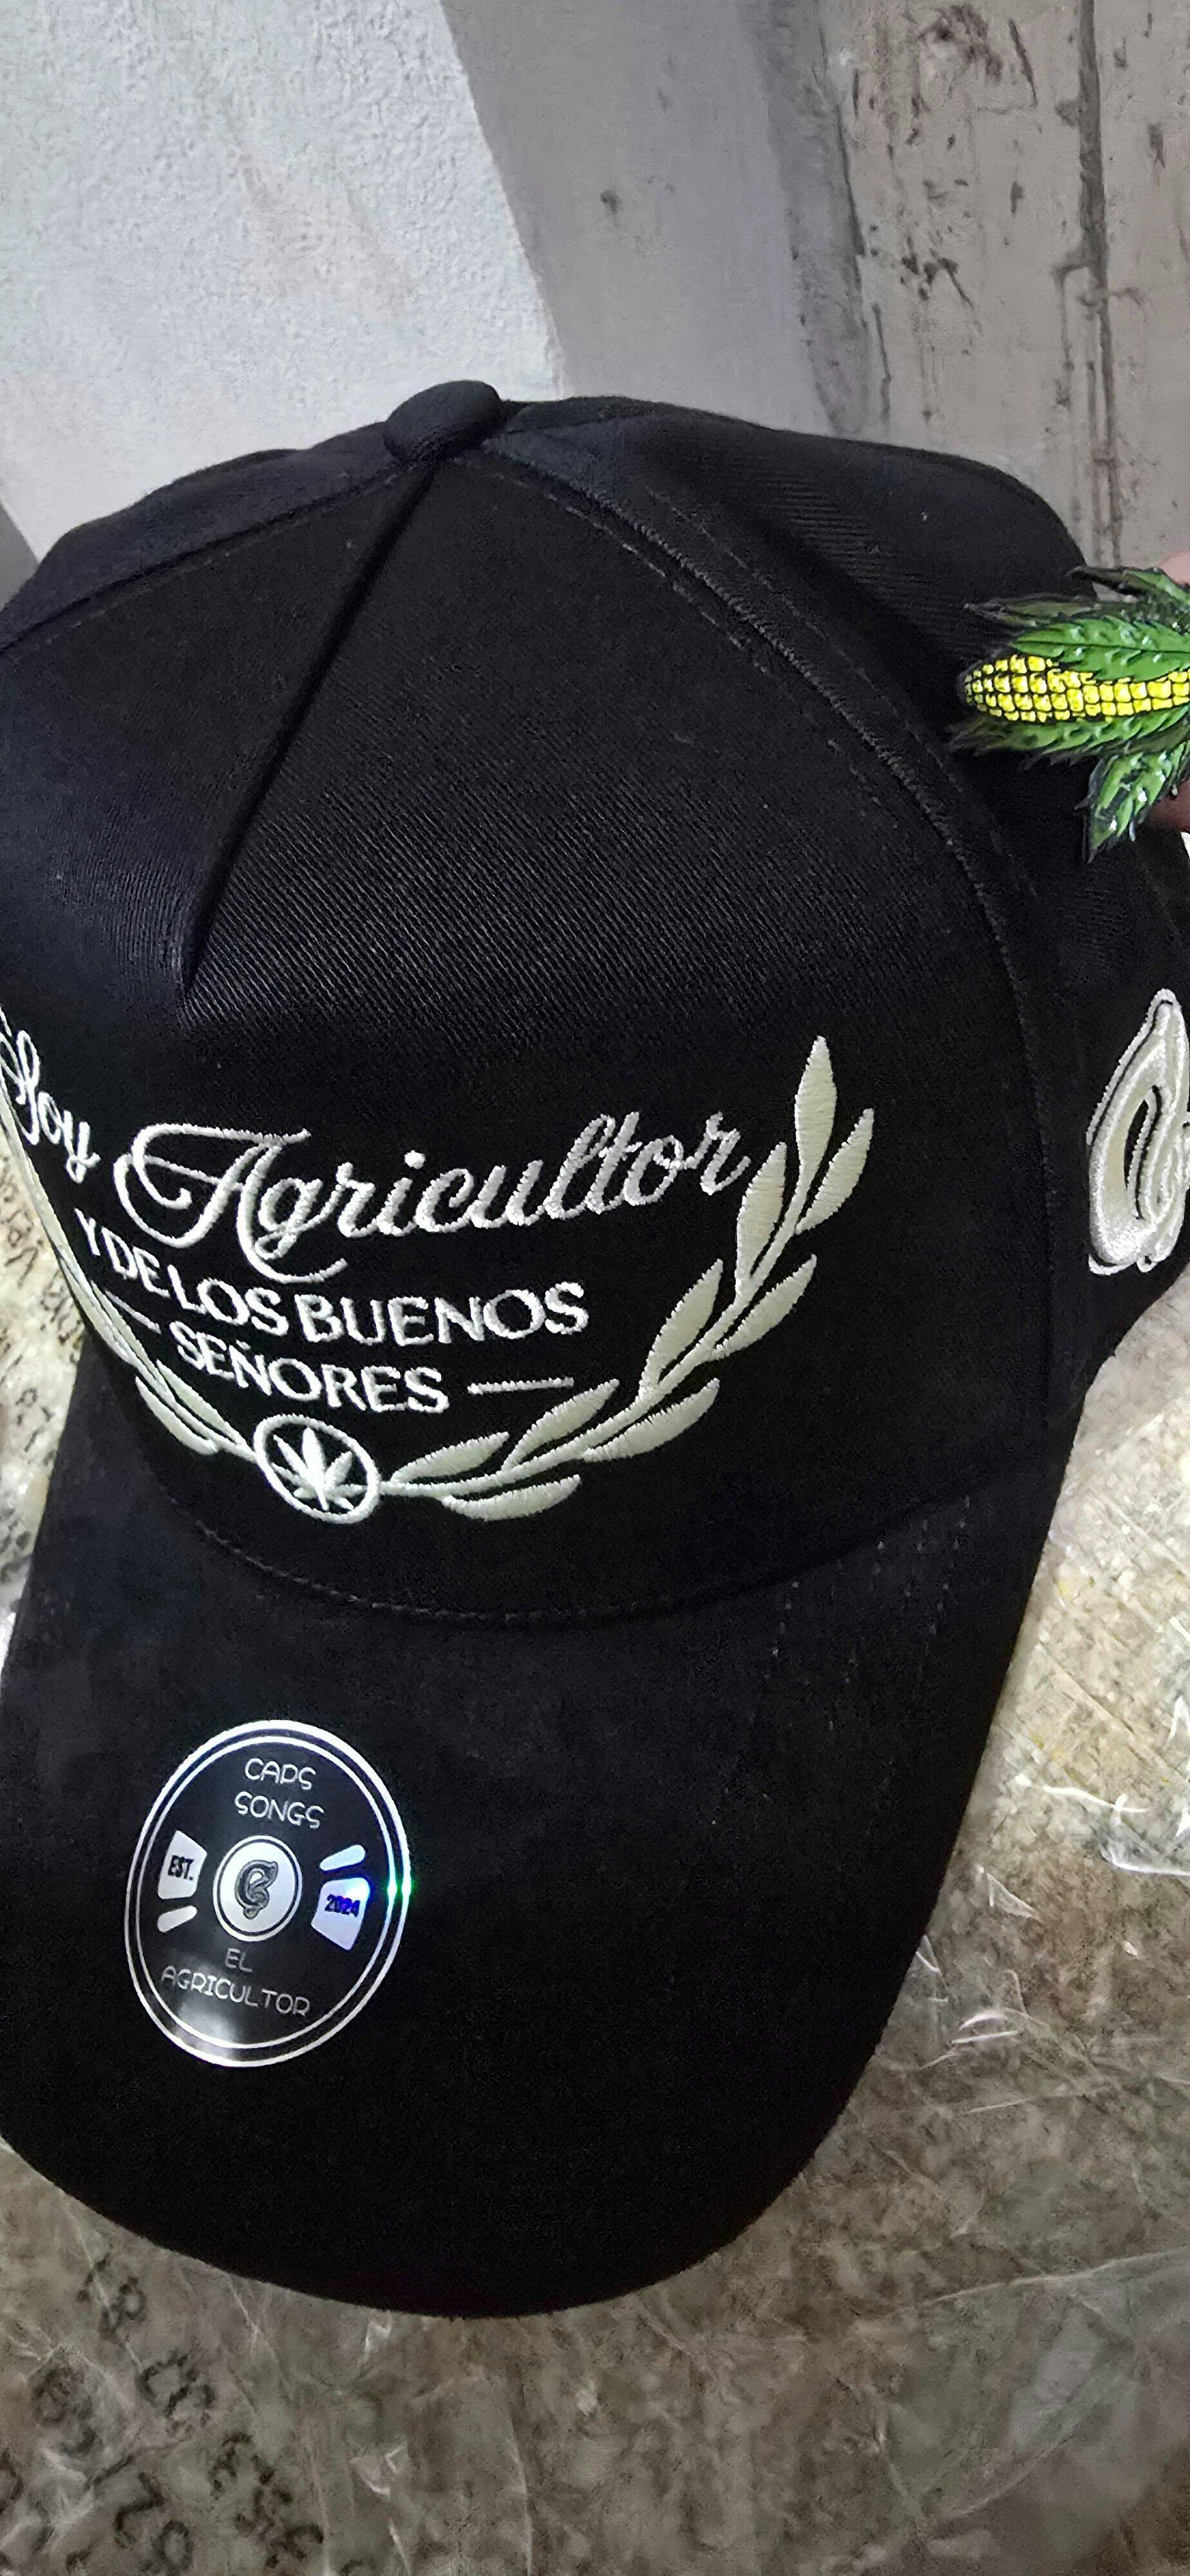 Soy Agricultor
Y DE LOS BUENOS
SEÑORES
CAPS
SONGS
EST.
2024
EL
AGRICULTOR